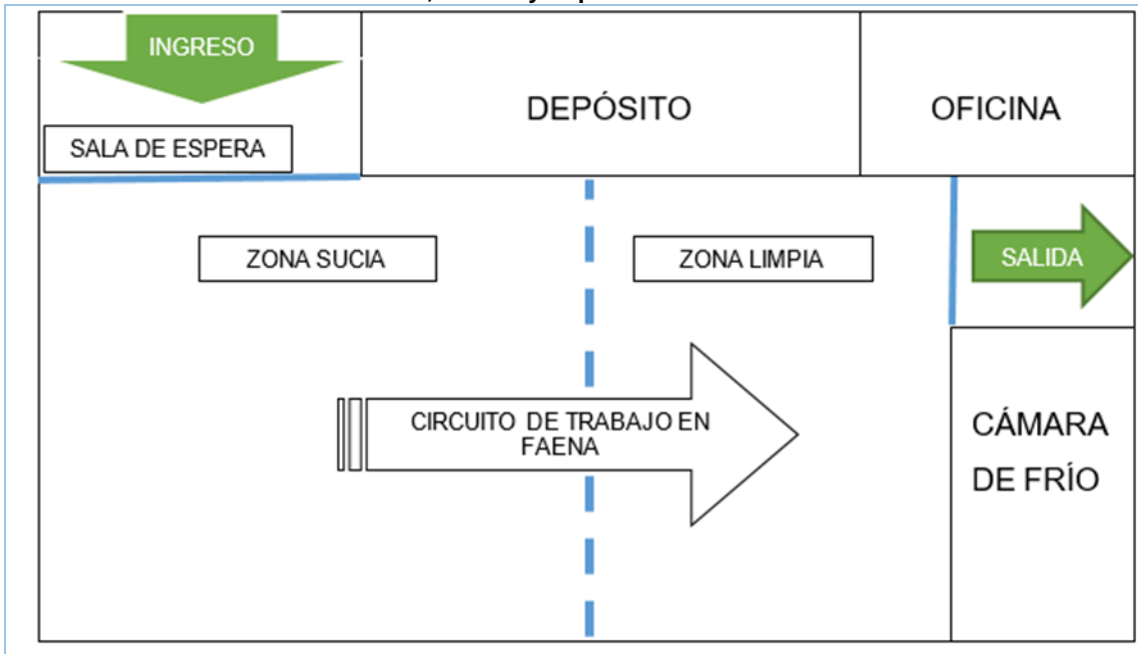 INGRESO
DEPÓSITO
OFICINA
SALA DE ESPERA
ZONA SUCIA
ZONA LIMPIA
SALIDA
CIRCUITO DE TRABAJO EN
FAENA
CÁMARA
DE FRÍO